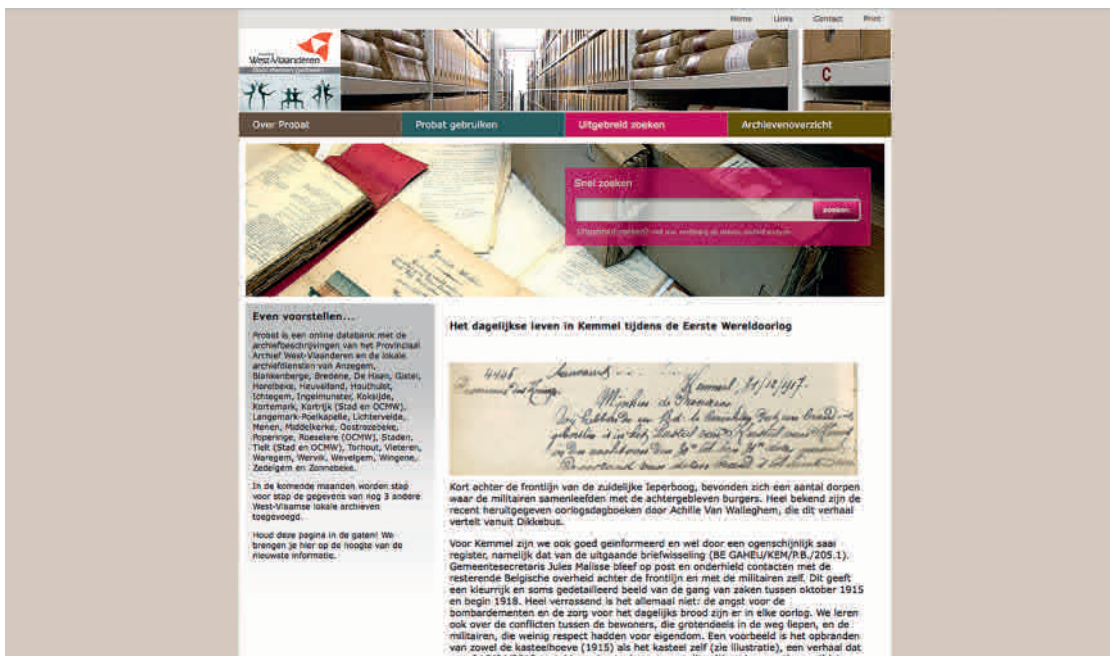 Home Links Contact Print
West-Vlaanderen
C
Over Probat Probat gebruiken Uitgebreid zoeken Archievenoverzicht
Snel zoeken
zoeken
Uitgebreid zoeken?
Even voorstellen...
Probat is een online databank met de
archiefbeschrijvingen van het Provinciaal
Archief West-Vlaanderen en de lokale
archiefdiensten van Anzegem,
Blankenberge, Bredene, De Haan, Gistel,
Harelbeke, Heuvelland, Houthulst,
Ichtegem, Ingelmunster, Koksijde,
Kortemark, Kortrijk (Stad en OCMW),
Langemark-Poelkapelle, Lichtervelde,
Menen, Middelkerke, Oostrozebeke,
Poperinge, Roeselare (OCMW), Staden,
Tielt (Stad en OCMW), Torhout, Vleteren,
Waregem, Wervik, Wevelgem, Wingene,
Zedelgem en Zonnebeke.
In de komende maanden worden stap
voor stap de gegevens van nog 3 andere
West-Vlaamse lokale archieven
toegevoegd.
Houd deze pagina in de gaten! We
brengen je hier op de hoogte van de
nieuwste informatie.
Het dagelijkse leven in Kemmel tijdens de Eerste Wereldoorlog
Kemmel, 31/12/1917.
Kort achter de frontlijn van de zuidelijke Ieperboog, bevonden zich een aantal dorpen
waar de militairen samenleefden met de achtergebleven burgers. Heel bekend zijn de
recent heruitgegeven oorlogsdagboeken door Achille Van Walleghem, die dit verhaal
vertelt vanuit Dikkebus.
Voor Kemmel zijn we ook goed geïnformeerd en wel door een ogenschijnlijk saai
register, namelijk dat van de uitgaande briefwisseling (BE GAHEU/KEM/P.B./205.1).
Gemeentesecretaris Jules Malisse bleef op post en onderhield contacten met de
resterende Belgische overheid achter de frontlijn en met de militairen zelf. Dit geeft
een kleurrijk en soms gedetailleerd beeld van de gang van zaken tussen oktober 1915
en begin 1918. Heel verrassend is het allemaal niet: de angst voor de
bombardementen en de zorg voor het dagelijks brood zijn er in elke oorlog. We leren
ook over de conflicten tussen de bewoners, die grotendeels in de weg liepen, en de
militairen, die weinig respect hadden voor eigendom. Een voorbeeld is het opbranden
van zowel de kasteelhoeve (1915) als het kasteel zelf (zie illustratie), een verhaal dat